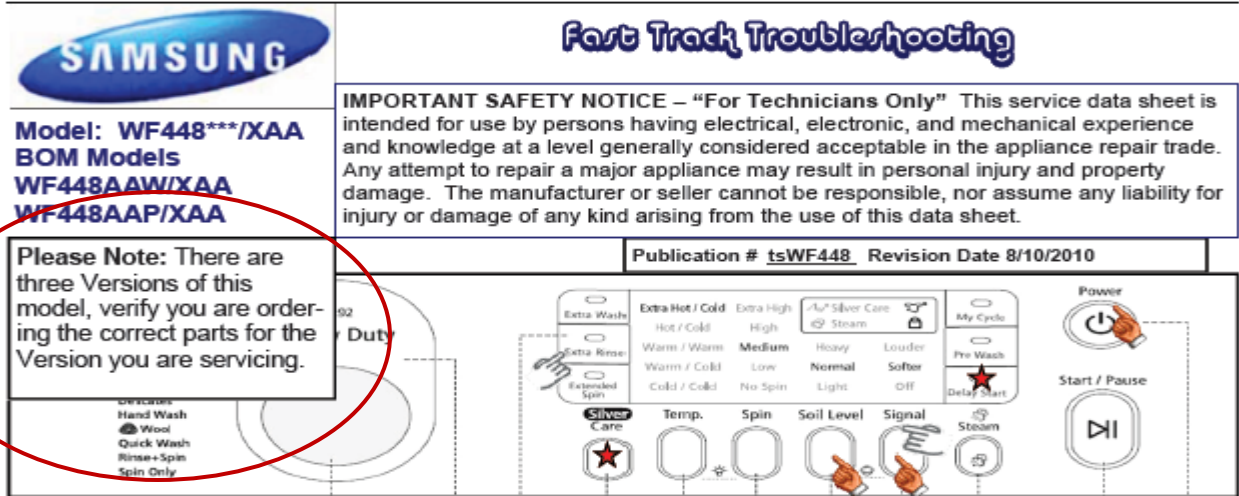 SAMSUNG
Fast Track Troubleshooting
Model: WF448***/XAA
BOM Models
WF448AAW/XAA
WF448AAP/XAA
IMPORTANT SAFETY NOTICE – “For Technicians Only” This service data sheet is
intended for use by persons having electrical, electronic, and mechanical experience
and knowledge at a level generally considered acceptable in the appliance repair trade.
Any attempt to repair a major appliance may result in personal injury and property
damage. The manufacturer or seller cannot be responsible, nor assume any liability for
injury or damage of any kind arising from the use of this data sheet.
Please Note: There are
three Versions of this
model, verify you are order-
ing the correct parts for the
Version you are servicing.
Publication # tsWF448 Revision Date 8/10/2010
92
Duty
Delicates
Hand Wash
Wool
Quick Wash
Rinse+Spin
Spin Only
Extra Wash
Extra Rinse
Extended
Spin
Extra Hot / Cold Extra High Silver Care
Hot / Cold High Steam
Warm / Warm Medium Heavy Louder
Warm / Cold Low Normal Softer
Cold / Cold No Spin Light Off
My Cycle
Pre Wash
Delay Start
Power
Start / Pause
Silver
Care
Temp.
Spin
Soil Level
Signal
Steam